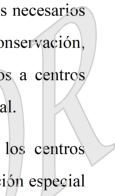 s necesarios
onservación,
os a centros
al.
los centros
ción especial